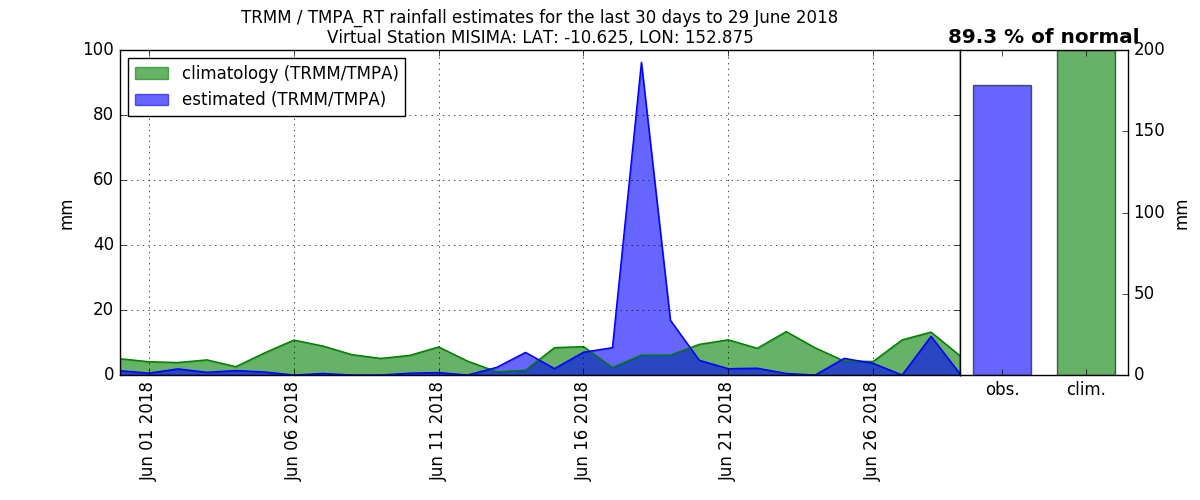 TRMM / TMPA_RT rainfall estimates for the last 30 days to 29 June 2018
Virtual Station MISIMA: LAT: -10.625, LON: 152.875
89.3 % of normal
climatology (TRMM/TMPA)
estimated (TRMM/TMPA)
100
80
60
40
20
0
mm
Jun 01 2018
Jun 06 2018
Jun 11 2018
Jun 16 2018
Jun 21 2018
Jun 26 2018
200
150
100
50
0
mm
obs.
clim.